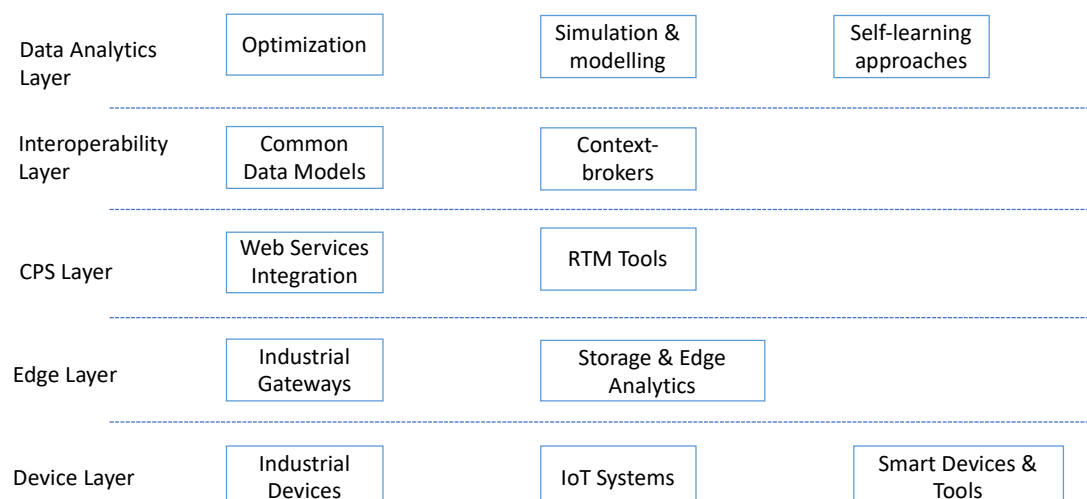 Data Analytics
Layer
Optimization
Simulation &
modelling
Self-learning
approaches
Interoperability
Layer
Common
Data Models
Context-
brokers
CPS Layer
Web Services
Integration
RTM Tools
Edge Layer
Industrial
Gateways
Storage & Edge
Analytics
Device Layer
Industrial
Devices
IoT Systems
Smart Devices &
Tools